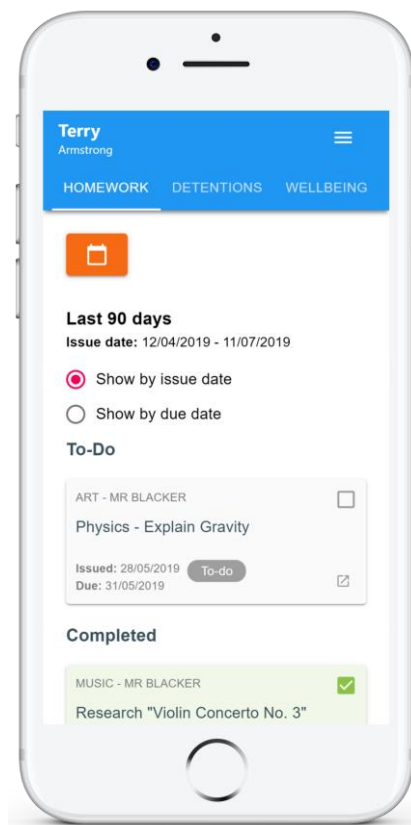 Terry
Armstrong
HOMEWORK DETENTIONS WELLBEING
Last 90 days
Issue date: 12/04/2019 - 11/07/2019
Show by issue date
Show by due date
To-Do
ART - MR BLACKER
Physics - Explain Gravity
Issued: 28/05/2019 To-do
Due: 31/05/2019
Completed
MUSIC - MR BLACKER
Research "Violin Concerto No. 3"